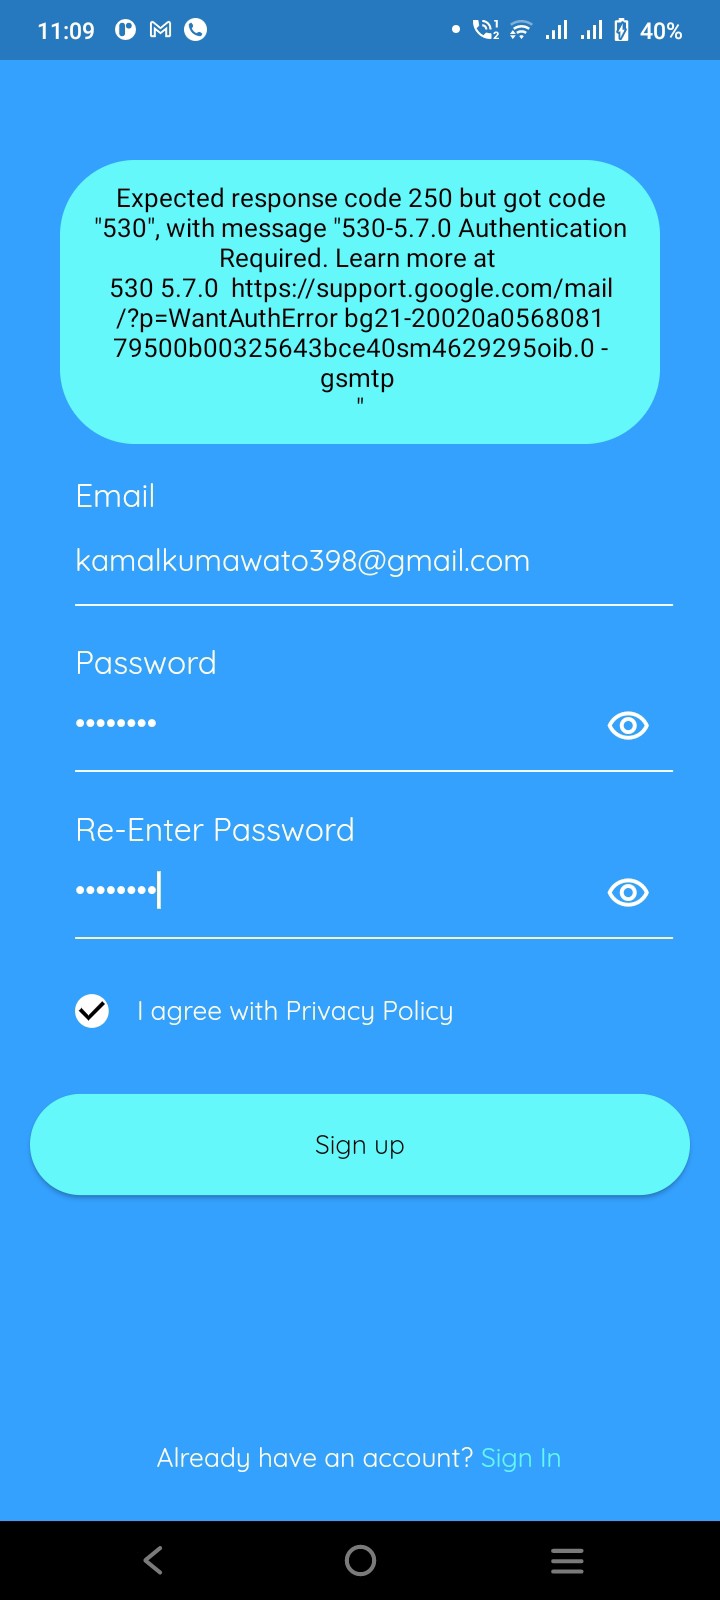 11:09
40%
Expected response code 250 but got code
"530", with message "530-5.7.0 Authentication
Required. Learn more at
530 5.7.0  https://support.google.com/mail
/?p=WantAuthError bg21-20020a0568081
79500b00325643bce40sm4629295oib.0 -
gsmtp
"
Email
kamalkumawato398@gmail.com
Password
Re-Enter Password
I agree with Privacy Policy
Sign up
Already have an account? Sign In